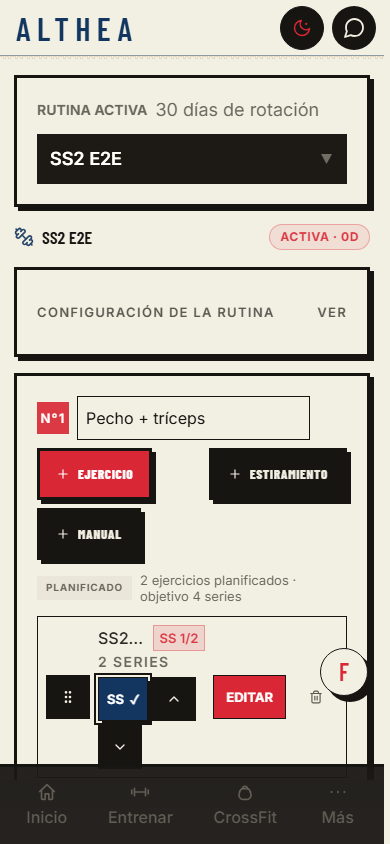 ALTHEA
RUTINA ACTIVA 30 días de rotación
SS2 E2E ▼
SS2 E2E ACTIVA · 0D
CONFIGURACIÓN DE LA RUTINA VER
Nº1 Pecho + tríceps
+ EJERCICIO + ESTIRAMIENTO
+ MANUAL
PLANIFICADO 2 ejercicios planificados ·
objetivo 4 series
SS2... SS 1/2
2 SERIES
F
SS ✓ EDITAR
Inicio Entrenar CrossFit Más